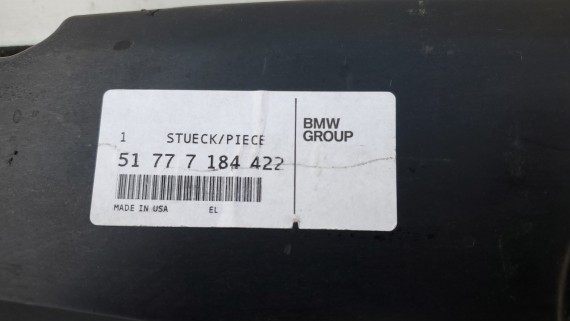 1 STUECK/PIECE
51 77 7 184 422
MADE IN USA EL
BMW
GROUP